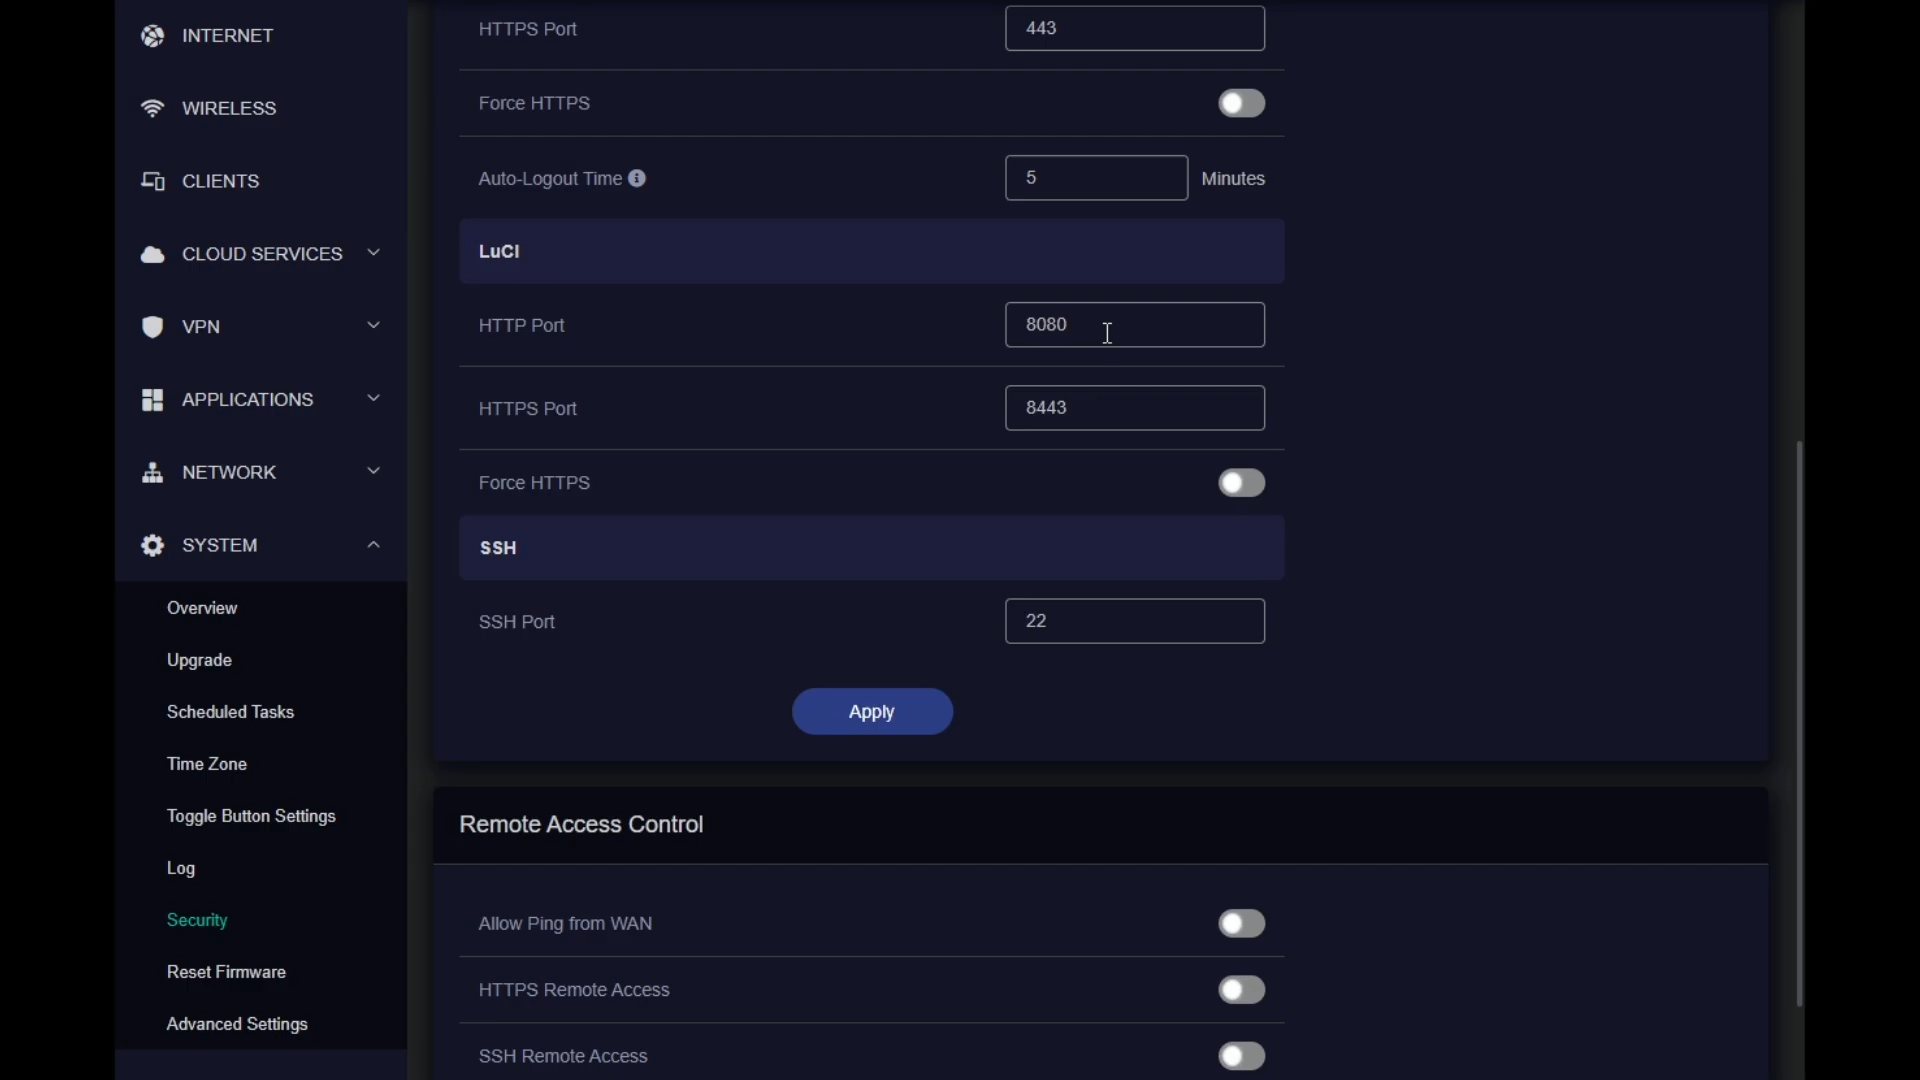 INTERNET
WIRELESS
CLIENTS
CLOUD SERVICES
VPN
APPLICATIONS
NETWORK
SYSTEM
Overview
Upgrade
Scheduled Tasks
Time Zone
Toggle Button Settings
Log
Security
Reset Firmware
Advanced Settings
HTTPS Port 443
Force HTTPS
Auto-Logout Time 5 Minutes
LuCI
HTTP Port 8080
HTTPS Port 8443
Force HTTPS
SSH
SSH Port 22
Apply
Remote Access Control
Allow Ping from WAN
HTTPS Remote Access
SSH Remote Access